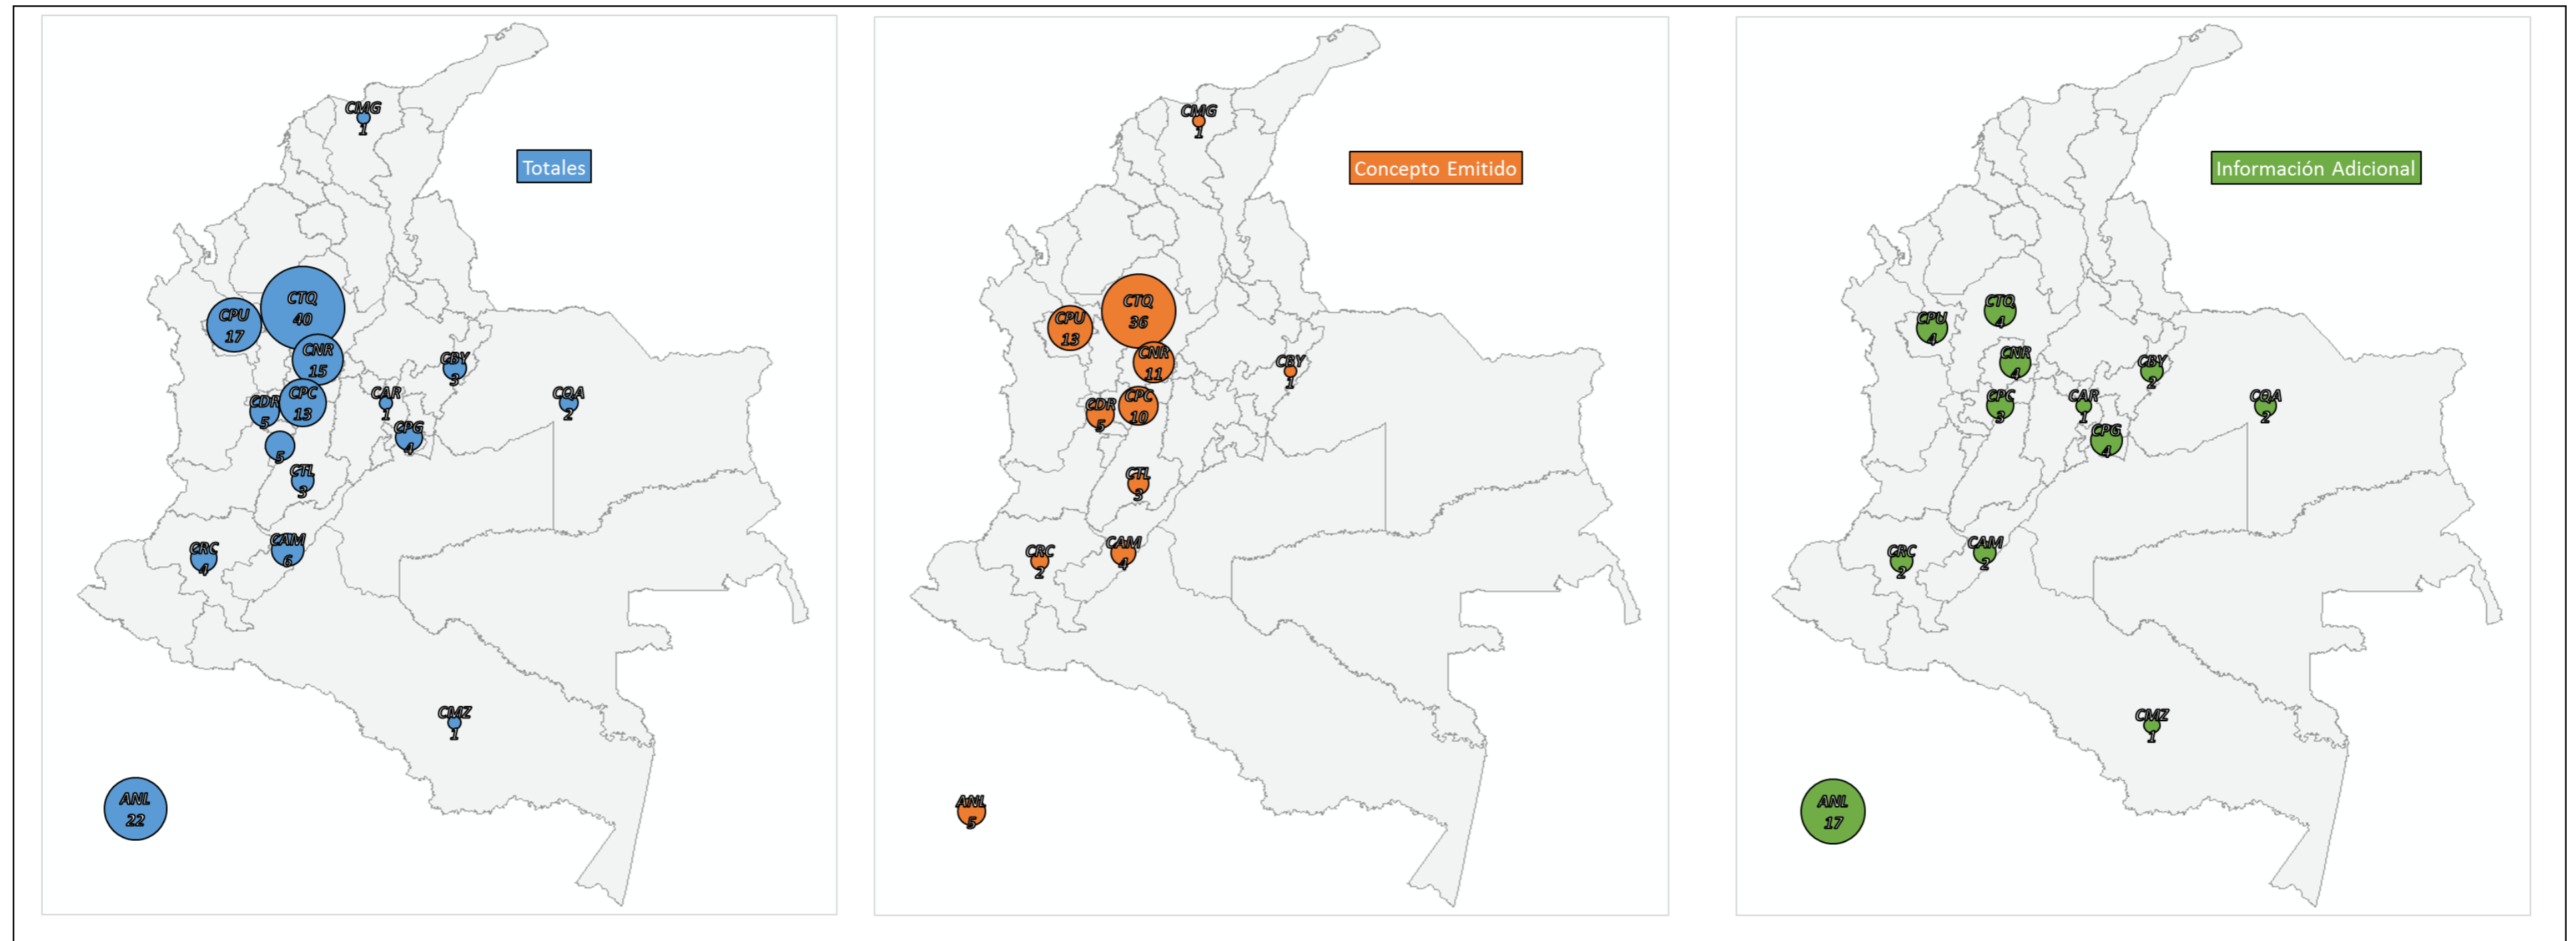 CMG
1
Totales
CTQ
40
CPU
17
CNR
15
CBY
3
CPC
13
CDR
5
CAR
1
CQA
2
CPG
4
5
CTL
3
CAM
6
CRC
4
CMZ
1
ANL
22
CMG
1
Concepto Emitido
CTQ
36
CPU
13
CNR
11
CBY
1
CPC
10
CDR
5
CTL
3
CAM
4
CRC
2
ANL
5
Información Adicional
CTQ
4
CPU
4
CNR
4
CBY
2
CPC
3
CAR
1
CQA
2
CPG
4
CAM
2
CRC
2
CMZ
1
ANL
17